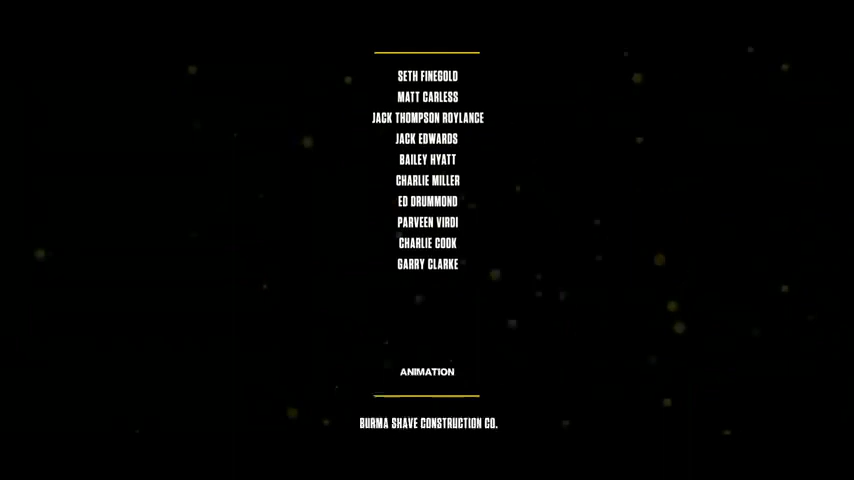 SETH FINEGOLD
MATT CARLESS
JACK THOMPSON ROYLANCE
JACK EDWARDS
BAILEY HYATT
CHARLIE MILLER
ED DRUMMOND
PARVEEN VIRDI
CHARLIE COOK
GARRY CLARKE
ANIMATION
BURMA SHAVE CONSTRUCTION CO.